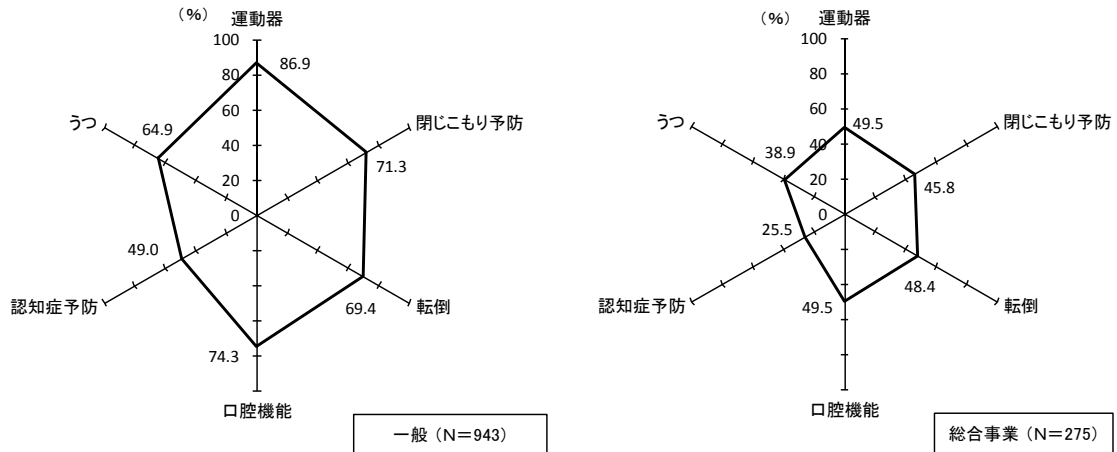 （％）
運動器
100
80
60
40
20
0
86.9
閉じこもり予防
71.3
転倒
69.4
口腔機能
74.3
認知症予防
49.0
うつ
64.9
一般（N＝943）
（％）
運動器
100
80
60
40
20
0
49.5
閉じこもり予防
45.8
転倒
48.4
口腔機能
49.5
認知症予防
25.5
うつ
38.9
総合事業（N＝275）